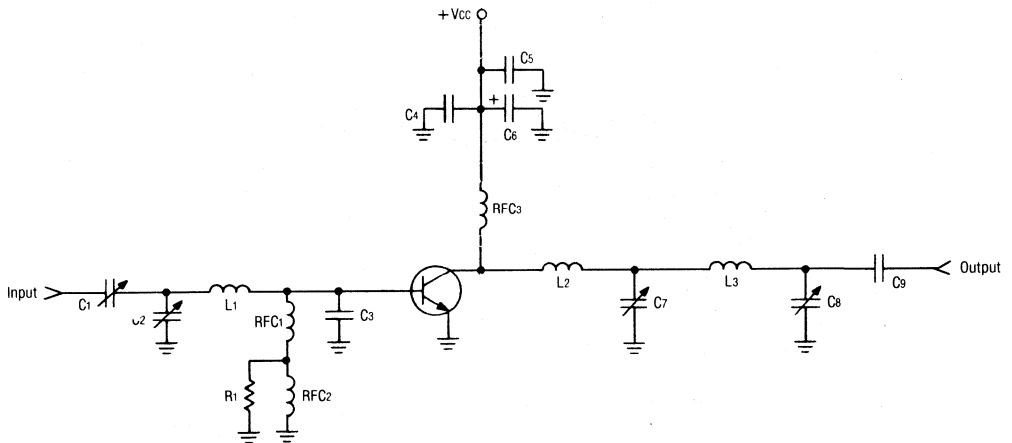 + VCC
C5
C4
+
C6
RFC3
Input
C1
L1
RFC1
C3
L2
C7
L3
C8
C9
Output
R1
RFC2